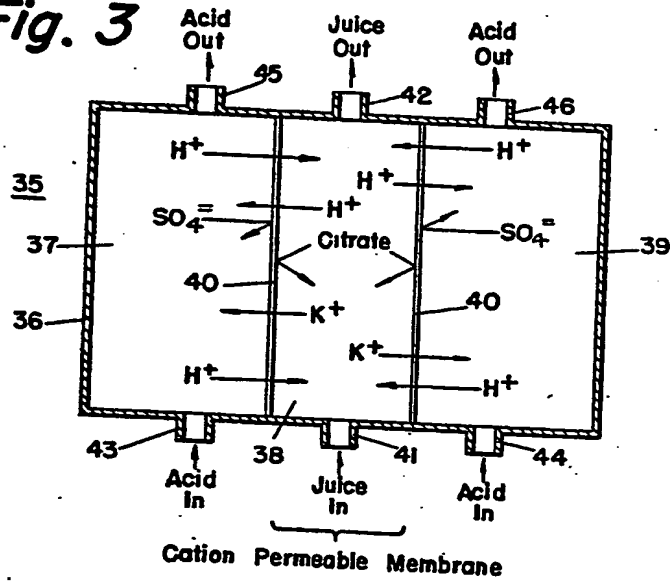 Fig. 3
Acid Out
Juice Out
Acid Out
45
42
46
H+
H+
35
H+
H+
SO4=
SO4=
37
Citrate
39
40
40
36
K+
K+
H+
H+
43
38
41
44
Acid In
Juice In
Acid In
Cation Permeable Membrane